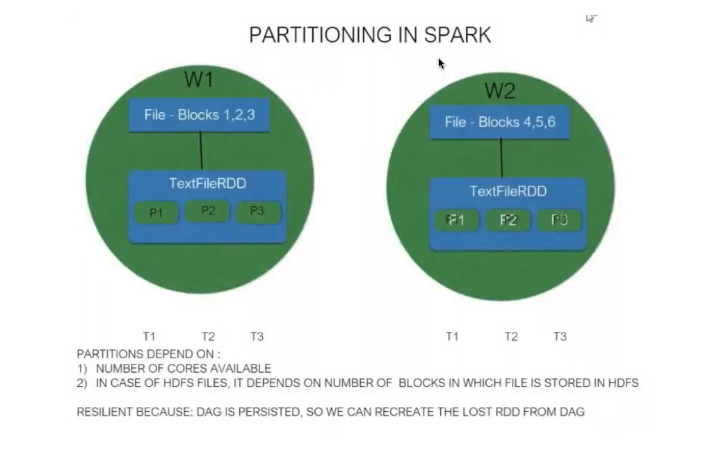 PARTITIONING IN SPARK
W1
File - Blocks 1,2,3
TextFileRDD
P1 P2 P3
W2
File - Blocks 4,5,6
TextFileRDD
P1 P2 P3
T1 T2 T3
T1 T2 T3
PARTITIONS DEPEND ON :
1) NUMBER OF CORES AVAILABLE
2) IN CASE OF HDFS FILES, IT DEPENDS ON NUMBER OF BLOCKS IN WHICH FILE IS STORED IN HDFS
RESILIENT BECAUSE: DAG IS PERSISTED, SO WE CAN RECREATE THE LOST RDD FROM DAG